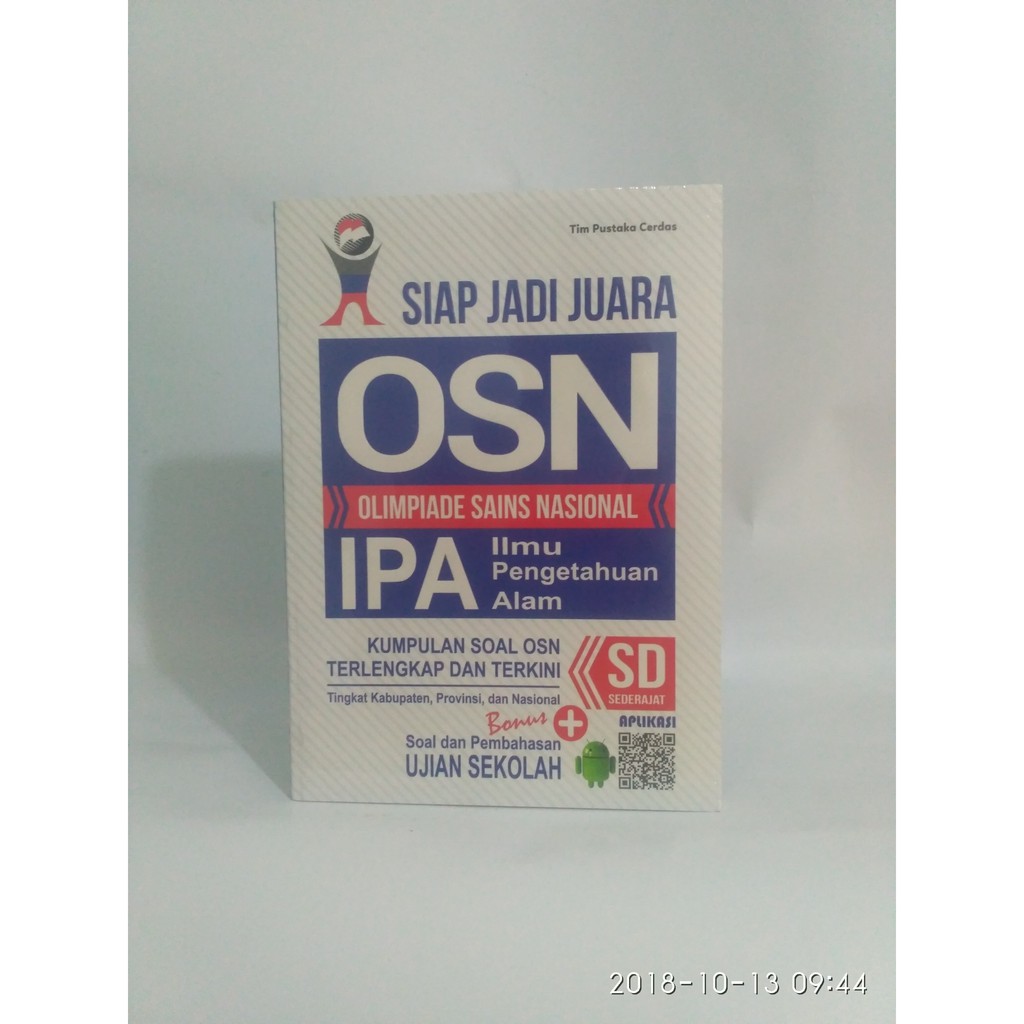 Tim Pustaka Cerdas
SIAP JADI JUARA
OSN
OLIMPIADE SAINS NASIONAL
IPA
Ilmu
Pengetahuan
Alam
KUMPULAN SOAL OSN
TERLENGKAP DAN TERKINI
Tingkat Kabupaten, Provinsi, dan Nasional
SD
SEDERAJAT
Bonus +
Soal dan Pembahasan
UJIAN SEKOLAH
APLIKASI
2018-10-13 09:44